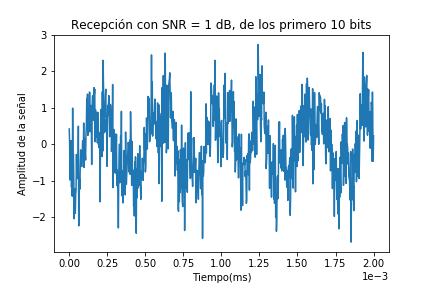 Recepción con SNR = 1 dB, de los primero 10 bits
Amplitud de la señal
3
2
1
0
−1
−2
0.00 0.25 0.50 0.75 1.00 1.25 1.50 1.75 2.00
1e−3
Tiempo(ms)